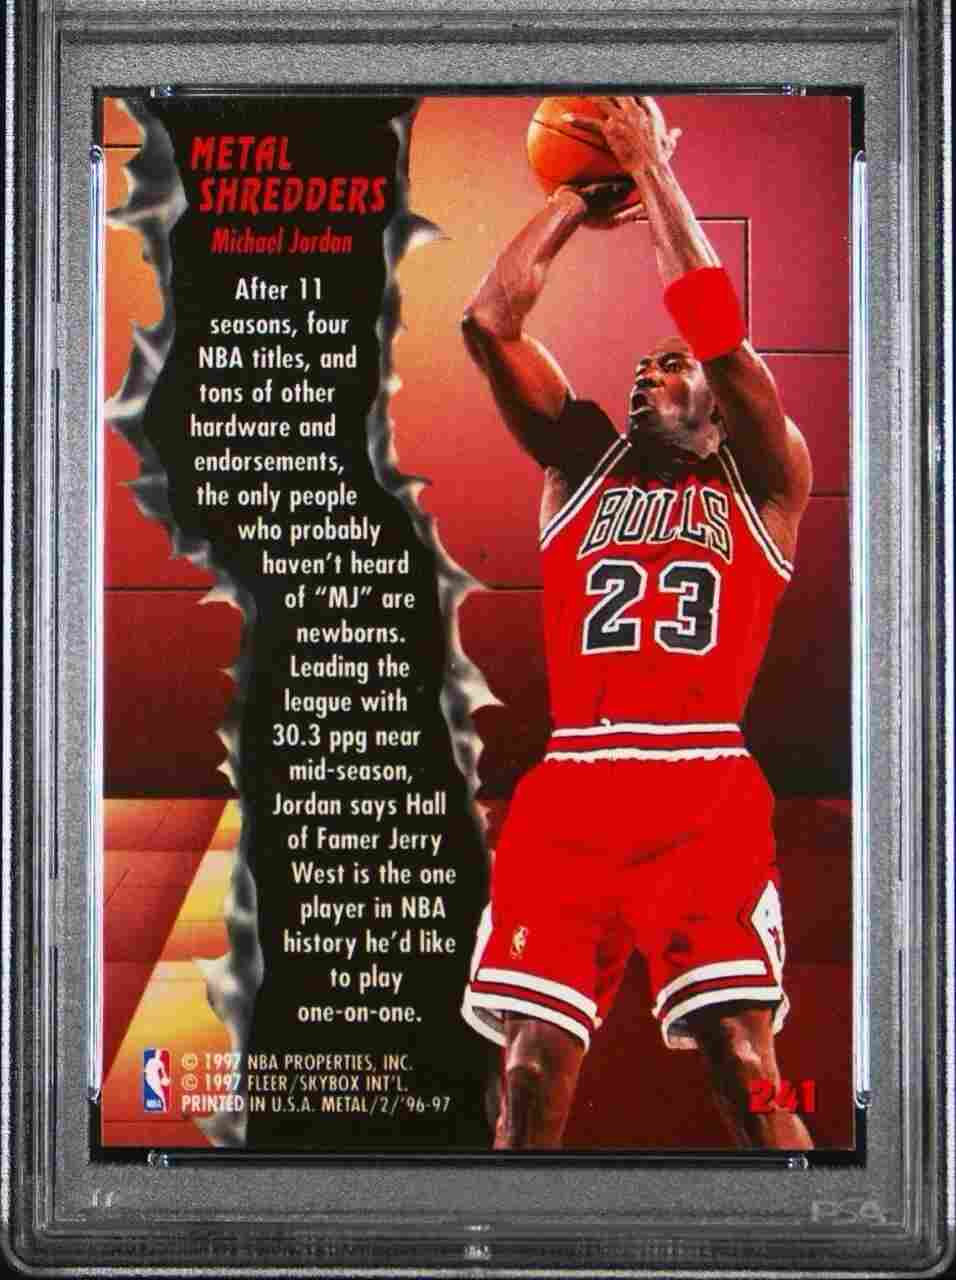 METAL
SHREDDERS
Michael Jordan
After 11
seasons, four
NBA titles, and
tons of other
hardware and
endorsements,
the only people
who probably
haven't heard
of "MJ" are
newborns.
Leading the
league with
30.3 ppg near
mid-season,
Jordan says Hall
of Famer Jerry
West is the one
player in NBA
history he'd like
to play
one-on-one.
BULLS
23
NBA
© 1997 NBA PROPERTIES, INC.
© 1997 FLEER/SKYBOX INT'L.
PRINTED IN U.S.A. METAL/2/'96-97
241
PSA